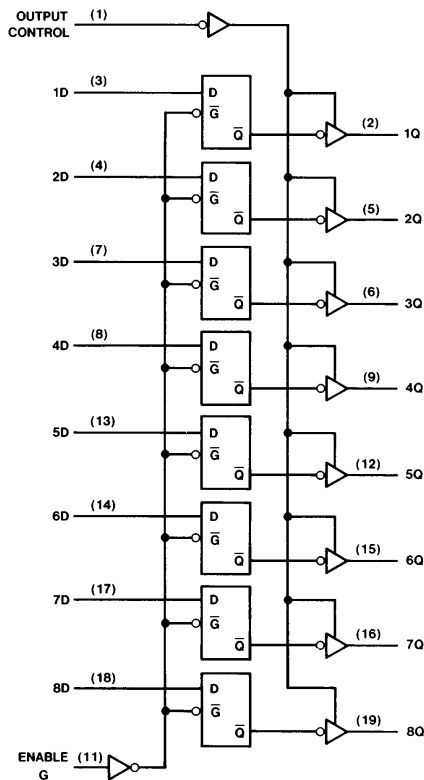 OUTPUT CONTROL (1)
1D (3) D
G̅
Q̅ (2) 1Q
2D (4) D
G̅
Q̅ (5) 2Q
3D (7) D
G̅
Q̅ (6) 3Q
4D (8) D
G̅
Q̅ (9) 4Q
5D (13) D
G̅
Q̅ (12) 5Q
6D (14) D
G̅
Q̅ (15) 6Q
7D (17) D
G̅
Q̅ (16) 7Q
8D (18) D
G̅
Q̅ (19) 8Q
ENABLE G (11)